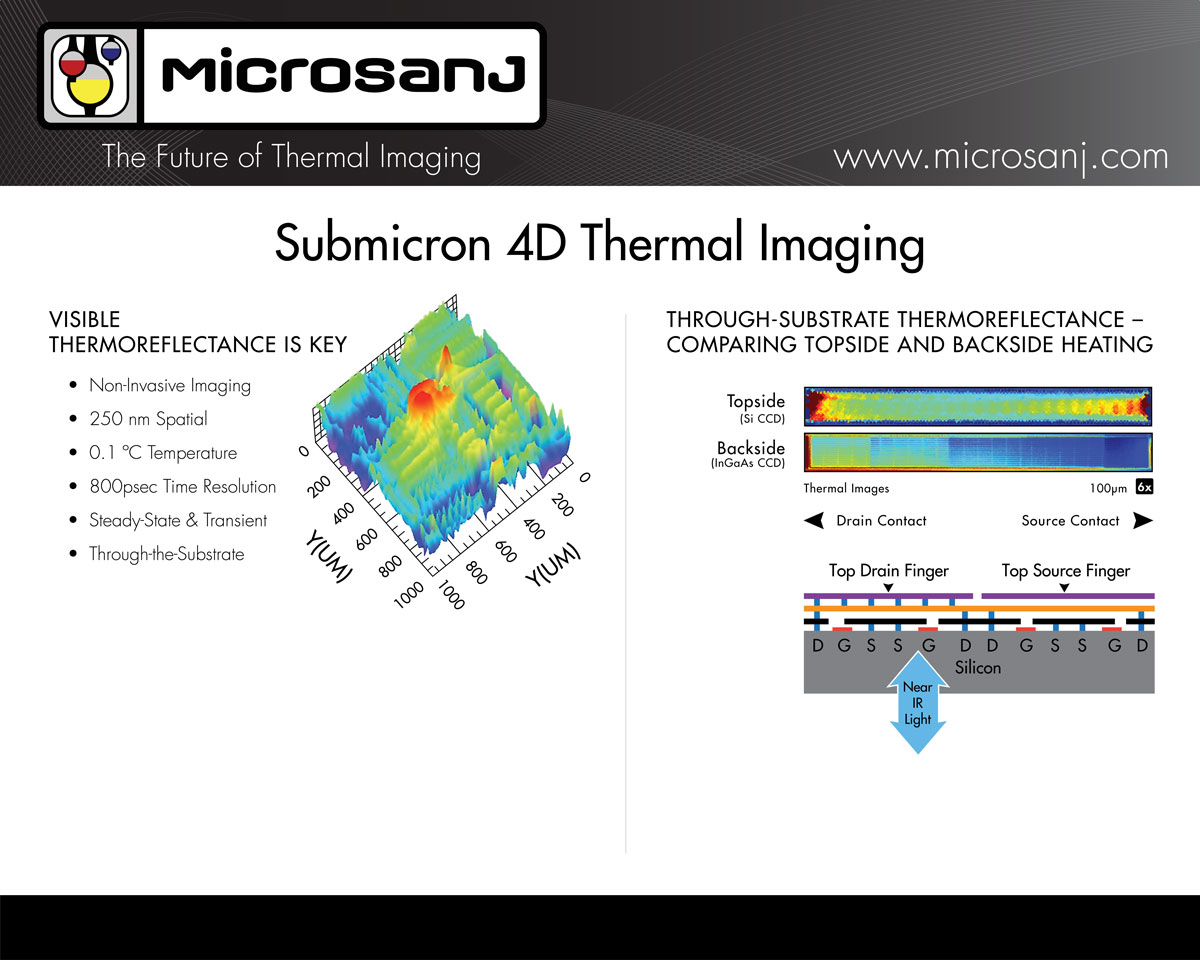 Microsanj
The Future of Thermal Imaging
www.microsanj.com
Submicron 4D Thermal Imaging
VISIBLE
THERMOREFLECTANCE IS KEY
• Non-Invasive Imaging
• 250 nm Spatial
• 0.1 ºC Temperature
• 800psec Time Resolution
• Steady-State & Transient
• Through-the-Substrate
0
200
400
600
800
1000
Y(UM)
0
200
400
600
800
1000
Y(UM)
THROUGH-SUBSTRATE THERMOREFLECTANCE –
COMPARING TOPSIDE AND BACKSIDE HEATING
Topside
(Si CCD)
Backside
(InGaAs CCD)
Thermal Images 100µm 6x
Drain Contact Source Contact
Top Drain Finger Top Source Finger
D G S S G D D G S S G D
Silicon
Near
IR
Light